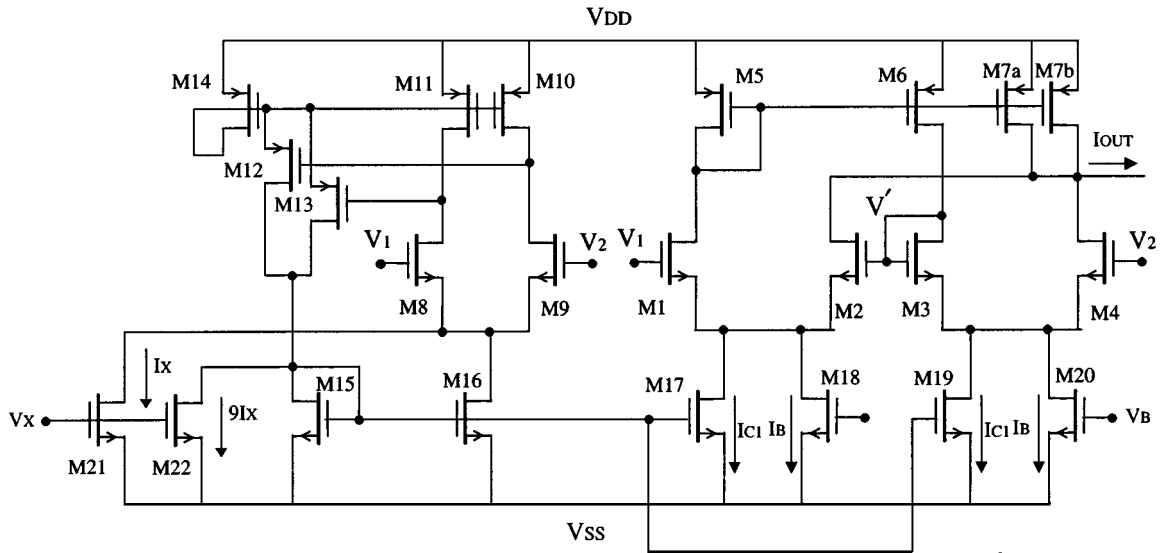 VDD
M14
M11
M10
M5
M6
M7a
M7b
IOUT
M12
M13
V′
V1
V2
V1
V2
M8
M9
M1
M2
M3
M4
IX
M15
M16
M17
M18
M19
M20
VX
9IX
IC1
IB
IC1
IB
VB
M21
M22
VSS